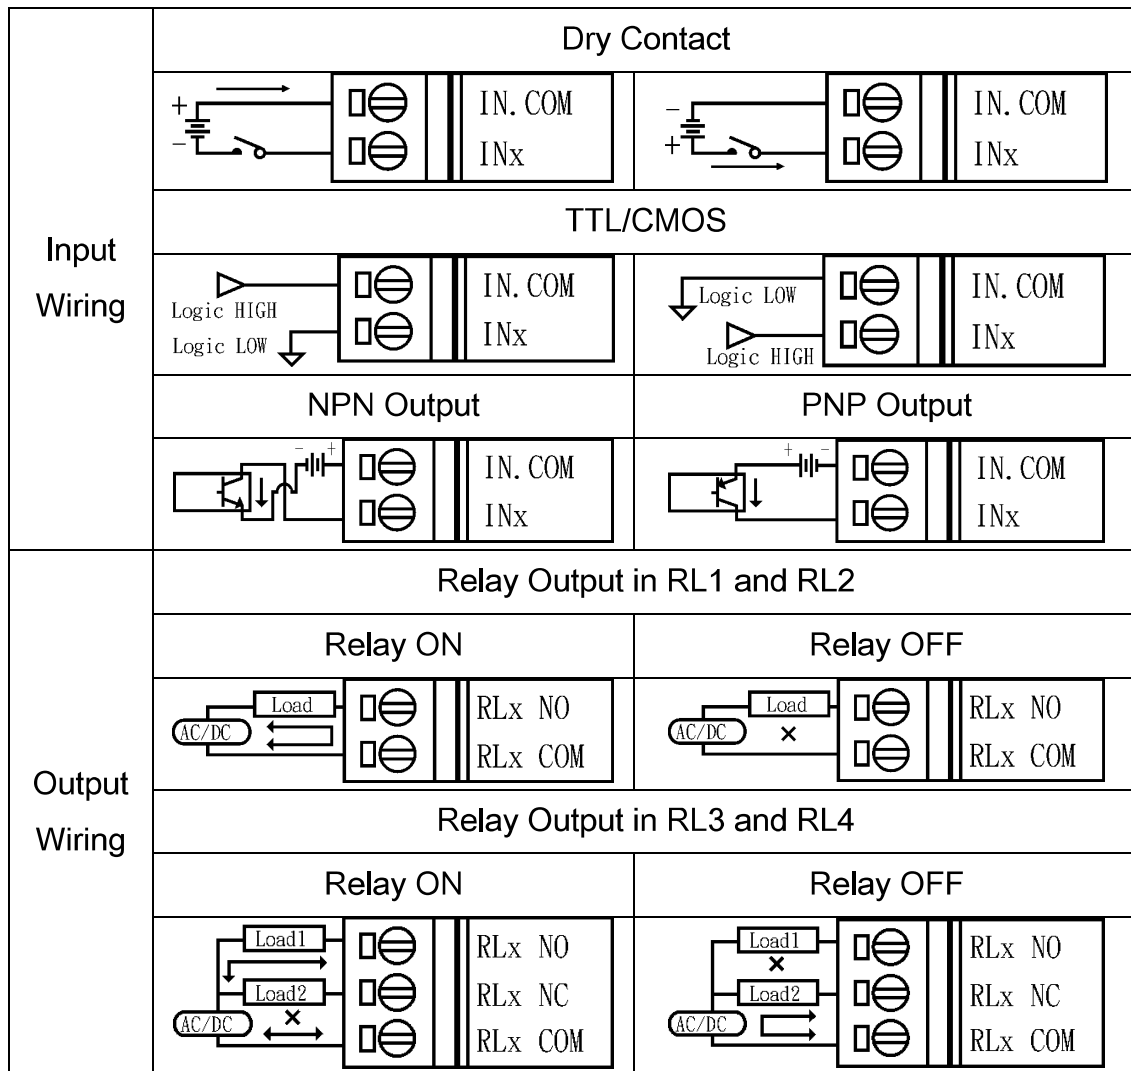 Input
Wiring
Dry Contact
+
-
IN. COM
INx
-
+
IN. COM
INx
TTL/CMOS
Logic HIGH
Logic LOW
IN. COM
INx
Logic LOW
Logic HIGH
IN. COM
INx
NPN Output
PNP Output
- +
IN. COM
INx
+ -
IN. COM
INx
Output
Wiring
Relay Output in RL1 and RL2
Relay ON
Relay OFF
Load
AC/DC
RLx NO
RLx COM
Load
AC/DC
×
RLx NO
RLx COM
Relay Output in RL3 and RL4
Relay ON
Relay OFF
Load1
Load2
×
AC/DC
RLx NO
RLx NC
RLx COM
Load1
×
Load2
AC/DC
RLx NO
RLx NC
RLx COM